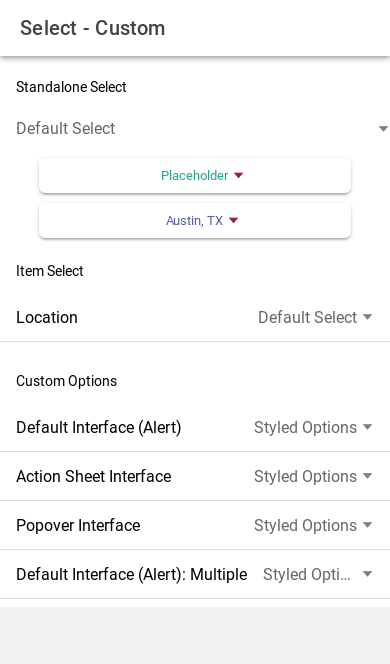 Select - Custom
Standalone Select
Default Select
Placeholder
Austin, TX
Item Select
Location Default Select
Custom Options
Default Interface (Alert) Styled Options
Action Sheet Interface Styled Options
Popover Interface Styled Options
Default Interface (Alert): Multiple Styled Opti...